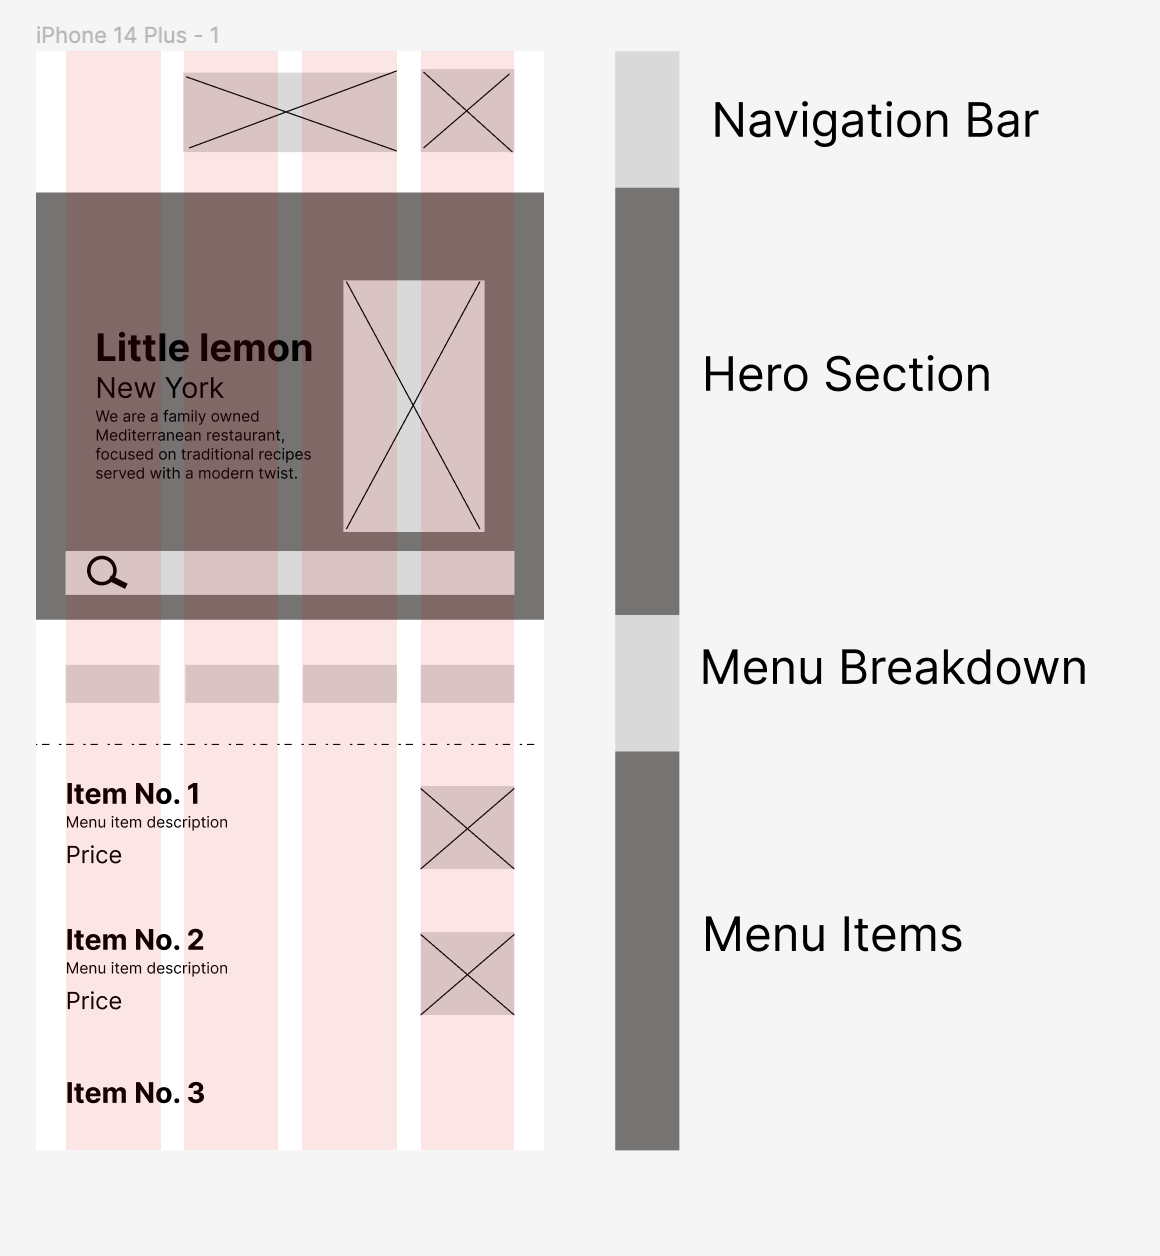 iPhone 14 Plus - 1
Navigation Bar
Little lemon
New York
We are a family owned
Mediterranean restaurant,
focused on traditional recipes
served with a modern twist.
Hero Section
Menu Breakdown
Item No. 1
Menu item description
Price
Item No. 2
Menu item description
Price
Menu Items
Item No. 3